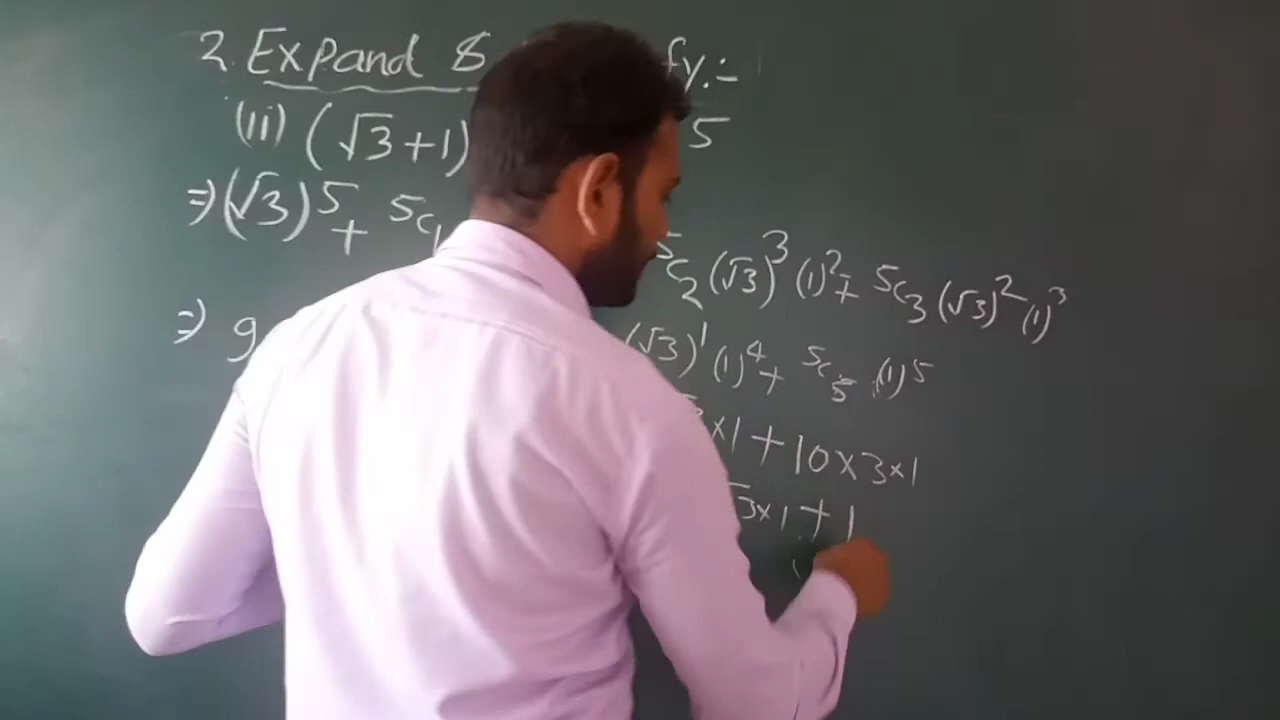 2. Expand & fy:-
(ii) (√3+1) 5
⇒ (√3)⁵ + ⁵C₁ ⁵C₂ (√3)³ (1)² + ⁵C₃ (√3)² (1)³
(√3)¹ (1)⁴ + ⁵C₅ (1)⁵
⇒ 9 ×1 + 10×3×1
√3×1 + 1